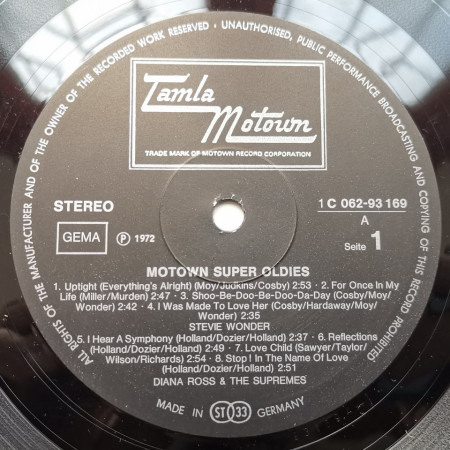 ALL RIGHTS OF THE MANUFACTURER AND OF THE OWNER OF THE RECORDED WORK RESERVED - UNAUTHORISED, PUBLIC PERFORMANCE BROADCASTING AND COPYING OF THIS RECORD PROHIBITED
Tamla
Motown
TRADE MARK OF MOTOWN RECORD CORPORATION
STEREO
1 C 062-93 169
A
GEMA
Ⓟ 1972
Seite 1
MOTOWN SUPER OLDIES
1. Uptight (Everything's Alright) (Moy/Judkins/Cosby) 2:53 · 2. For Once In My
Life (Miller/Murden) 2:47 · 3. Shoo-Be-Doo-Be-Doo-Da-Day (Cosby/Moy/
Wonder) 2:42 · 4. I Was Made To Love Her (Cosby/Hardaway/Moy/
Wonder) 2:35
STEVIE WONDER
5. I Hear A Symphony (Holland/Dozier/Holland) 2:37 · 6. Reflections
(Holland/Dozier/Holland) 2:49 · 7. Love Child (Sawyer/Taylor/
Wilson/Richards) 2:54 · 8. Stop! In The Name Of Love
(Holland/Dozier/Holland) 2:51
DIANA ROSS & THE SUPREMES
MADE IN ST 33 GERMANY